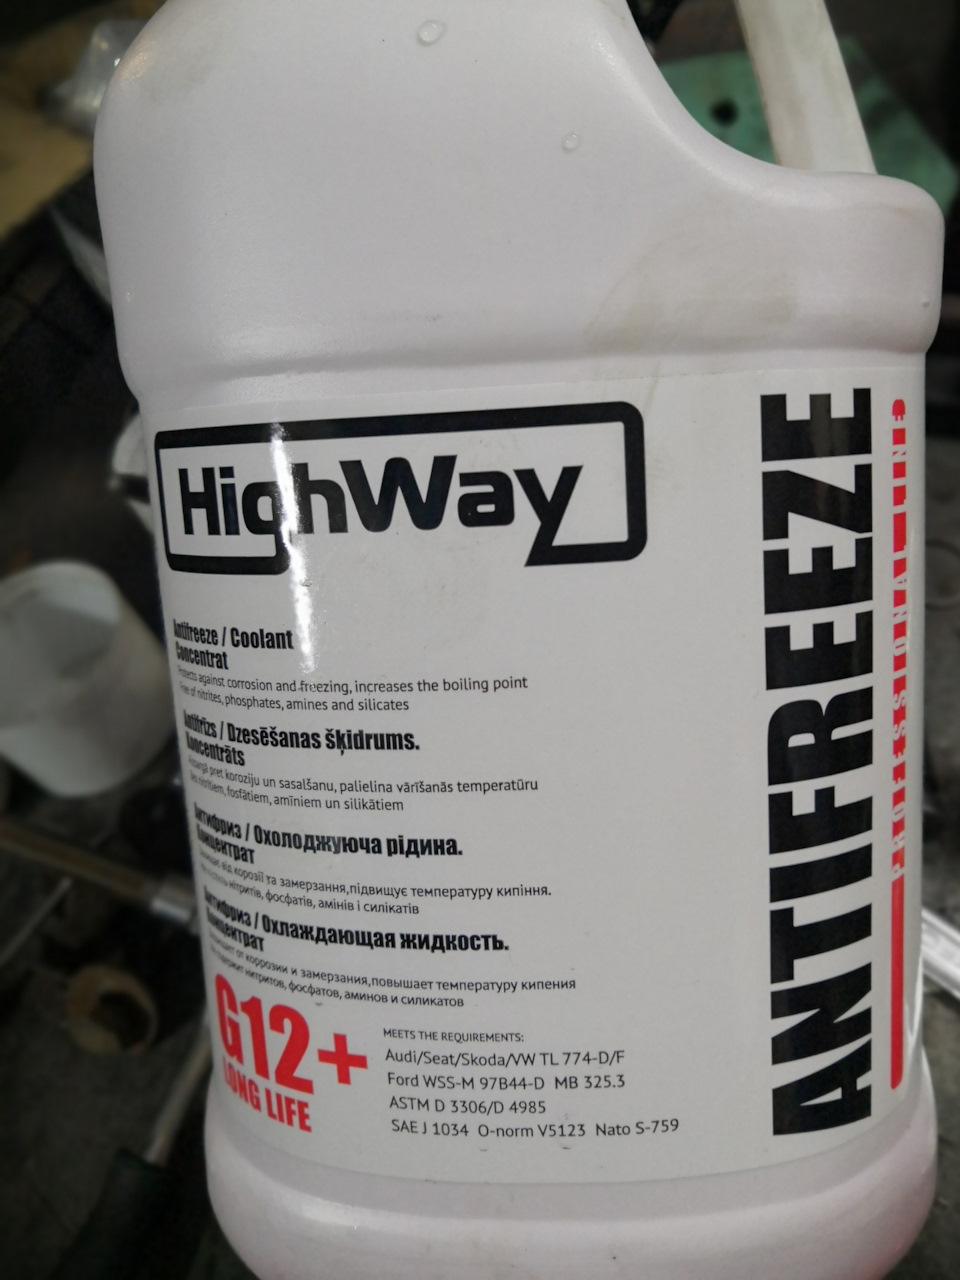 HighWay
Antifreeze / Coolant
Concentrat
Protects against corrosion and freezing, increases the boiling point
Free of nitrites, phosphates, amines and silicates
Antifrīzs / Dzesēšanas šķidrums.
Koncentrāts
pret koroziju un sasalšanu, palielina vārīšanās temperatūru
fosfātiem, amīniem un silikātiem
Антифриз / Охолоджуюча рідина.
Концентрат
від корозії та замерзання,підвищує температуру кипіння.
нітритів, фосфатів, амінів і силікатів
Антифриз / Охлаждающая жидкость.
Концентрат
от коррозии и замерзания,повышает температуру кипения
нитритов, фосфатов, аминов и силикатов
G12+
LONG LIFE
MEETS THE REQUIREMENTS:
Audi/Seat/Skoda/VW TL 774-D/F
Ford WSS-M 97B44-D MB 325.3
ASTM D 3306/D 4985
SAE J 1034 O-norm V5123 Nato S-759
ANTIFREEZE
PROFESSIONAL LINE